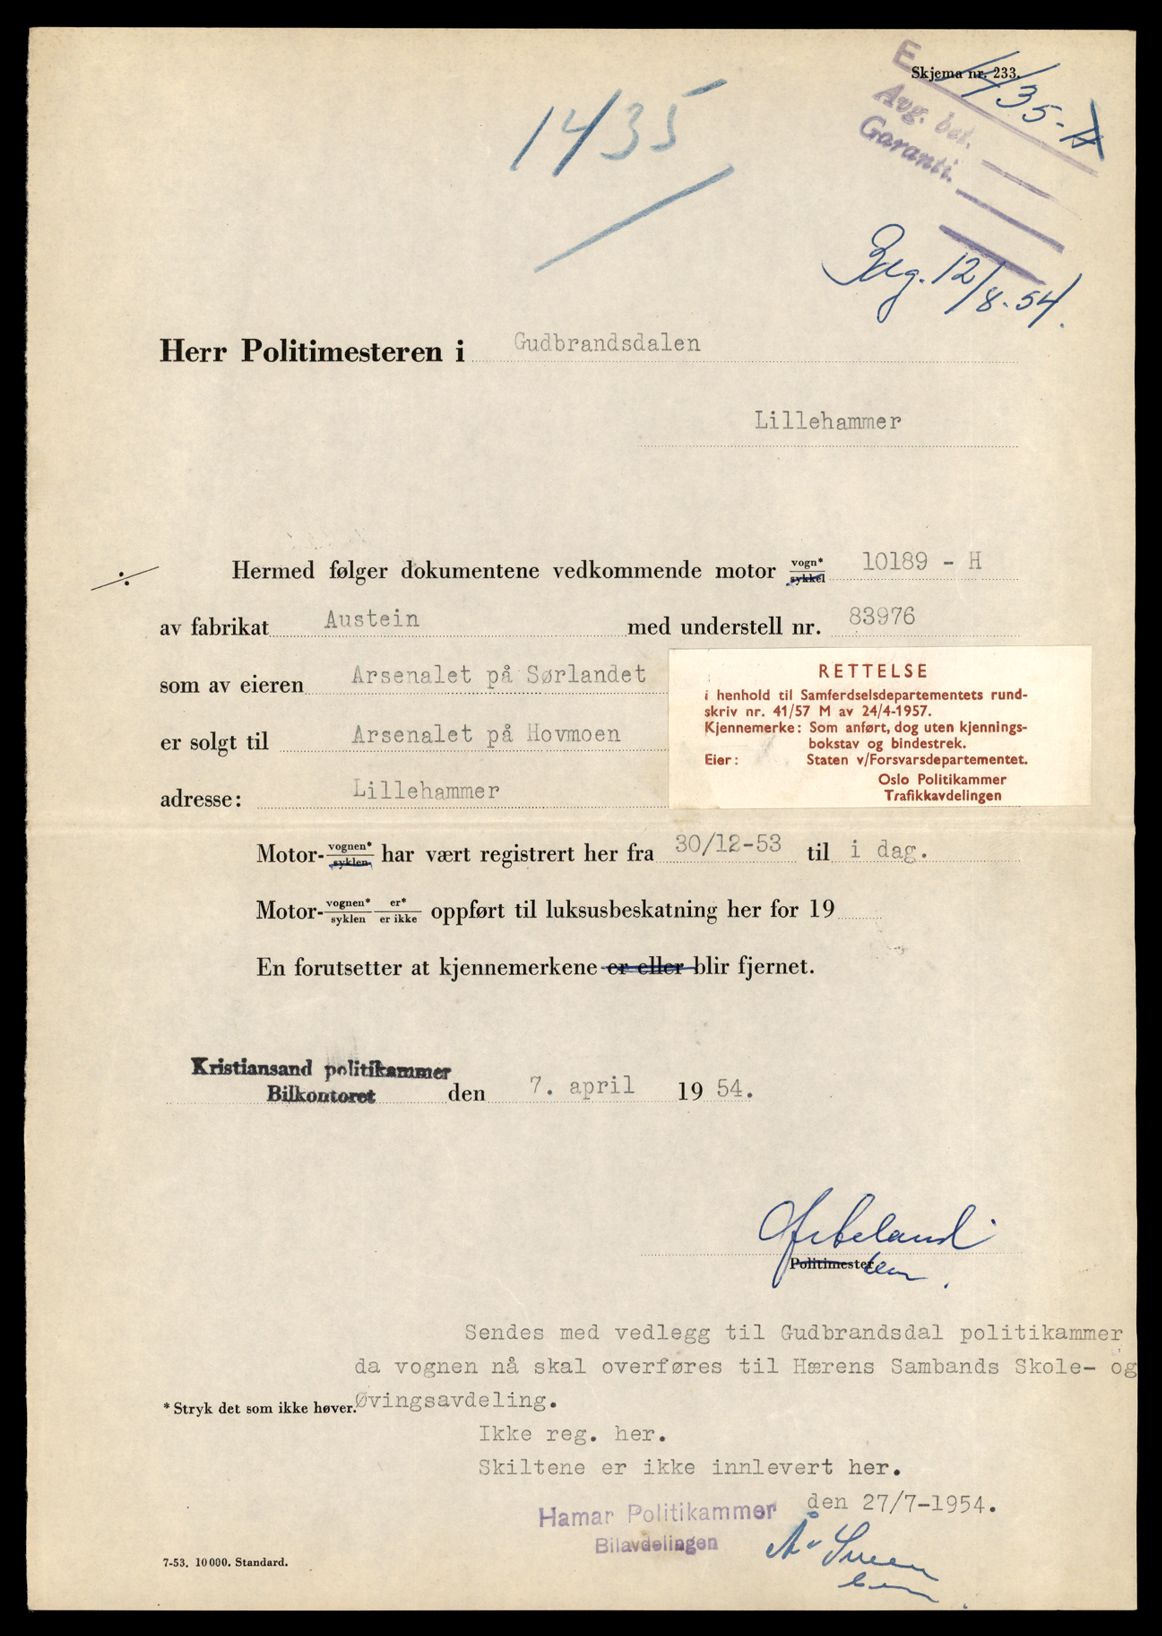 Skjema nr. 233.
E 1435-H
1435
Avg. bet.
Garanti.
12/8-54.
Herr Politimesteren i Gudbrandsdalen
Lillehammer
÷ Hermed følger dokumentene vedkommende motor vogn* sykkel 10189 - H
av fabrikat Austein med understell nr. 83976
som av eieren Arsenalet på Sørlandet
er solgt til Arsenalet på Hovmoen
adresse: Lillehammer
RETTELSE
i henhold til Samferdselsdepartementets rund-
skriv nr. 41/57 M av 24/4-1957.
Kjennemerke: Som anført, dog uten kjennings-
bokstav og bindestrek.
Eier: Staten v/Forsvarsdepartementet.
Oslo Politikammer
Trafikkavdelingen
Motor-vognen* syklen har vært registrert her fra 30/12-53 til i dag.
Motor-vognen* syklen er* er ikke oppført til luksusbeskatning her for 19
En forutsetter at kjennemerkene er eller blir fjernet.
Kristiansand politikammer
Bilkontoret den 7. april 19 54.
Politimester
Sendes med vedlegg til Gudbrandsdal politikammer
da vognen nå skal overføres til Hærens Sambands Skole- og
Øvingsavdeling.
* Stryk det som ikke høver.
Ikke reg. her.
Skiltene er ikke innlevert her.
Hamar Politikammer den 27/7-1954.
Bilavdelingen
7-53. 10 000. Standard.